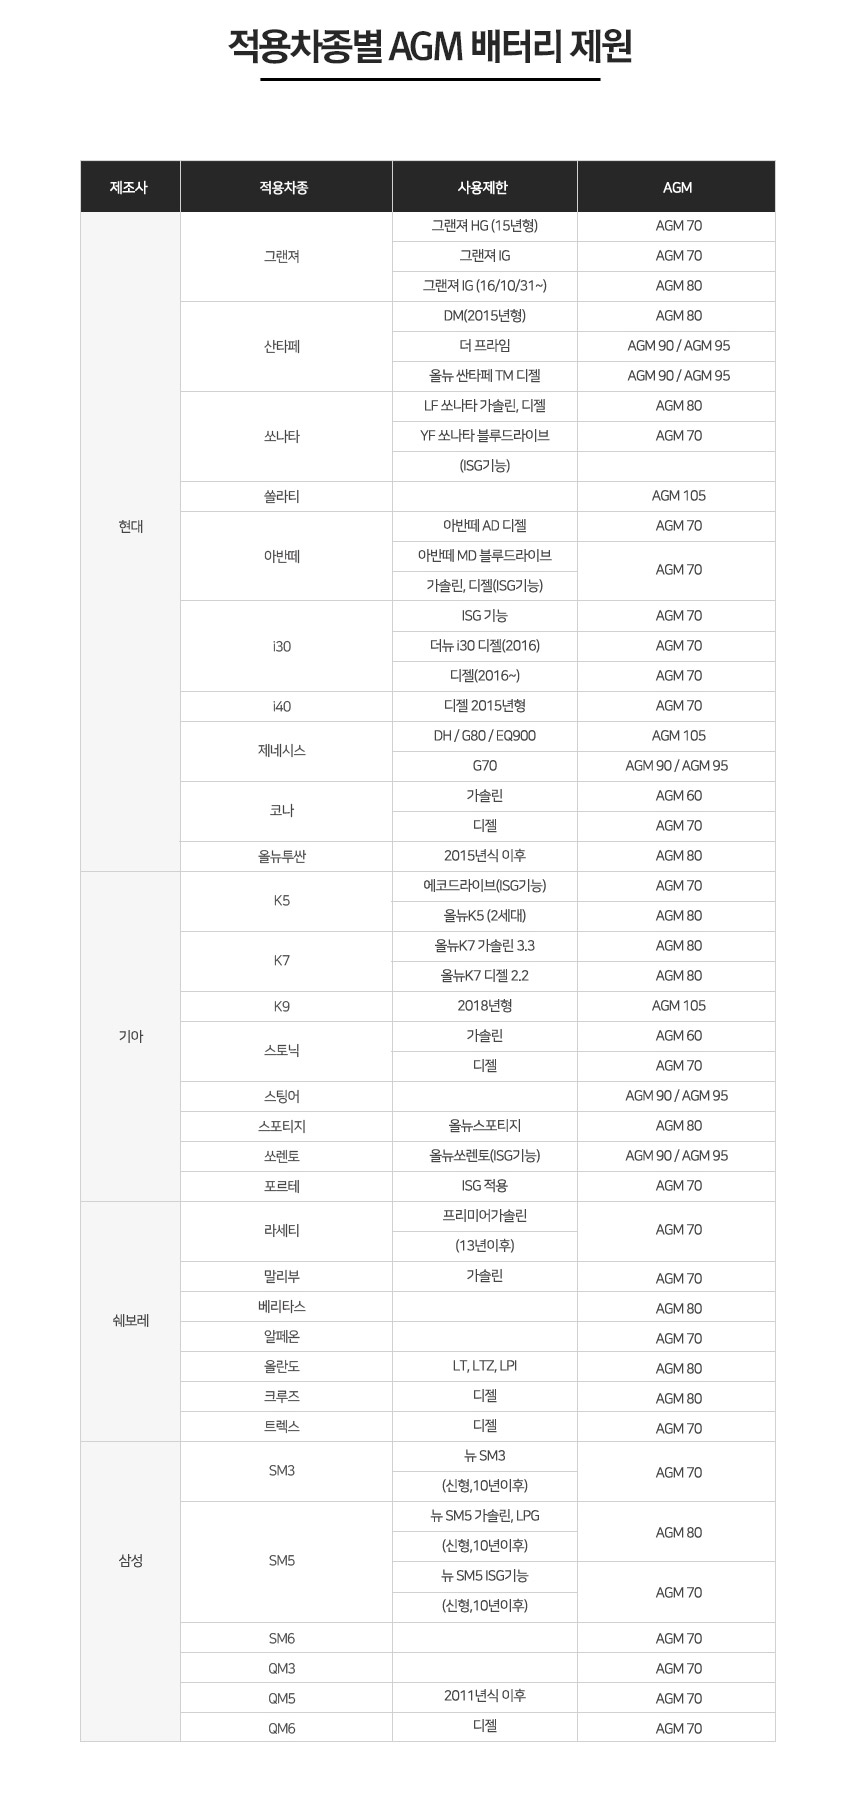 적용차종별 AGM 배터리 제원
제조사 적용차종 사용제한 AGM
현대 그랜져 그랜져 HG (15년형) AGM 70
그랜져 IG AGM 70
그랜져 IG (16/10/31~) AGM 80
산타페 DM(2015년형) AGM 80
더 프라임 AGM 90 / AGM 95
올뉴 싼타페 TM 디젤 AGM 90 / AGM 95
쏘나타 LF 쏘나타 가솔린, 디젤 AGM 80
YF 쏘나타 블루드라이브 AGM 70
(ISG기능)
쏠라티 AGM 105
아반떼 아반떼 AD 디젤 AGM 70
아반떼 MD 블루드라이브 AGM 70
가솔린, 디젤(ISG기능)
i30 ISG 기능 AGM 70
더뉴 i30 디젤(2016) AGM 70
디젤(2016~) AGM 70
i40 디젤 2015년형 AGM 70
제네시스 DH / G80 / EQ900 AGM 105
G70 AGM 90 / AGM 95
코나 가솔린 AGM 60
디젤 AGM 70
올뉴투싼 2015년식 이후 AGM 80
기아 K5 에코드라이브(ISG기능) AGM 70
올뉴K5 (2세대) AGM 80
K7 올뉴K7 가솔린 3.3 AGM 80
올뉴K7 디젤 2.2 AGM 80
K9 2018년형 AGM 105
스토닉 가솔린 AGM 60
디젤 AGM 70
스팅어 AGM 90 / AGM 95
스포티지 올뉴스포티지 AGM 80
쏘렌토 올뉴쏘렌토(ISG기능) AGM 90 / AGM 95
포르테 ISG 적용 AGM 70
쉐보레 라세티 프리미어가솔린 AGM 70
(13년이후)
말리부 가솔린 AGM 70
베리타스 AGM 80
알페온 AGM 70
올란도 LT, LTZ, LPI AGM 80
크루즈 디젤 AGM 80
트렉스 디젤 AGM 70
삼성 SM3 뉴 SM3 AGM 70
(신형,10년이후)
SM5 뉴 SM5 가솔린, LPG AGM 80
(신형,10년이후)
뉴 SM5 ISG기능 AGM 70
(신형,10년이후)
SM6 AGM 70
QM3 AGM 70
QM5 2011년식 이후 AGM 70
QM6 디젤 AGM 70